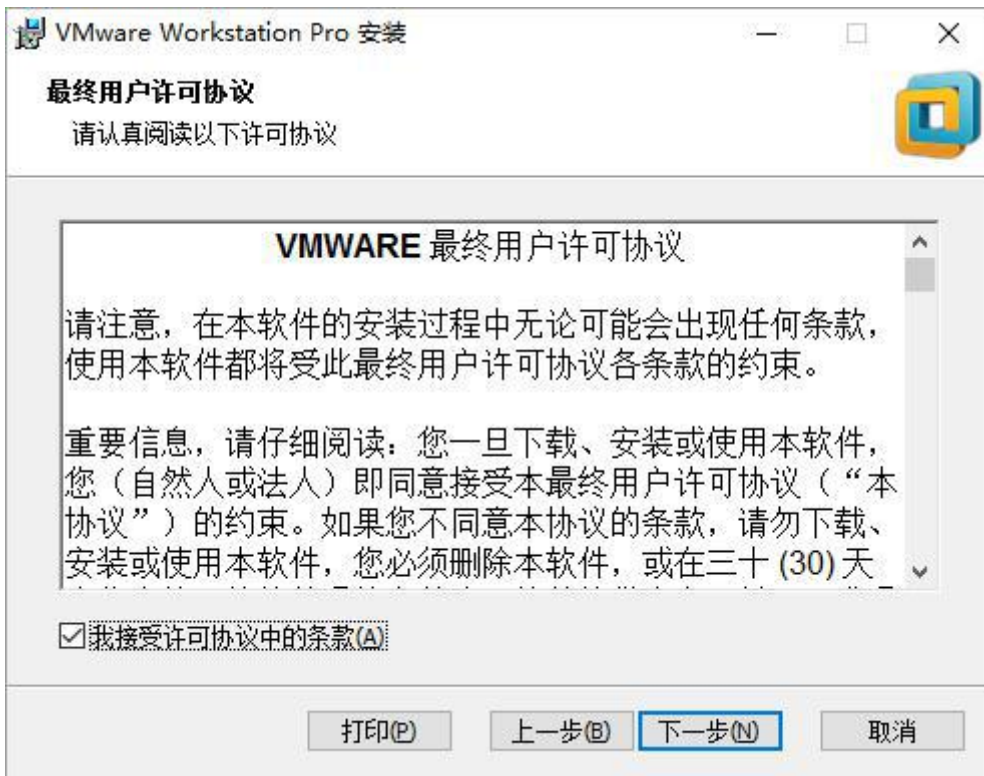 VMware Workstation Pro 安装
最终用户许可协议
请认真阅读以下许可协议
VMWARE 最终用户许可协议
请注意，在本软件的安装过程中无论可能会出现任何条款，
使用本软件都将受此最终用户许可协议各条款的约束。
重要信息，请仔细阅读：您一旦下载、安装或使用本软件，
您（自然人或法人）即同意接受本最终用户许可协议（“本
协议”）的约束。如果您不同意本协议的条款，请勿下载、
安装或使用本软件，您必须删除本软件，或在三十 (30) 天
我接受许可协议中的条款(A)
打印(P)
上一步(B)
下一步(N)
取消